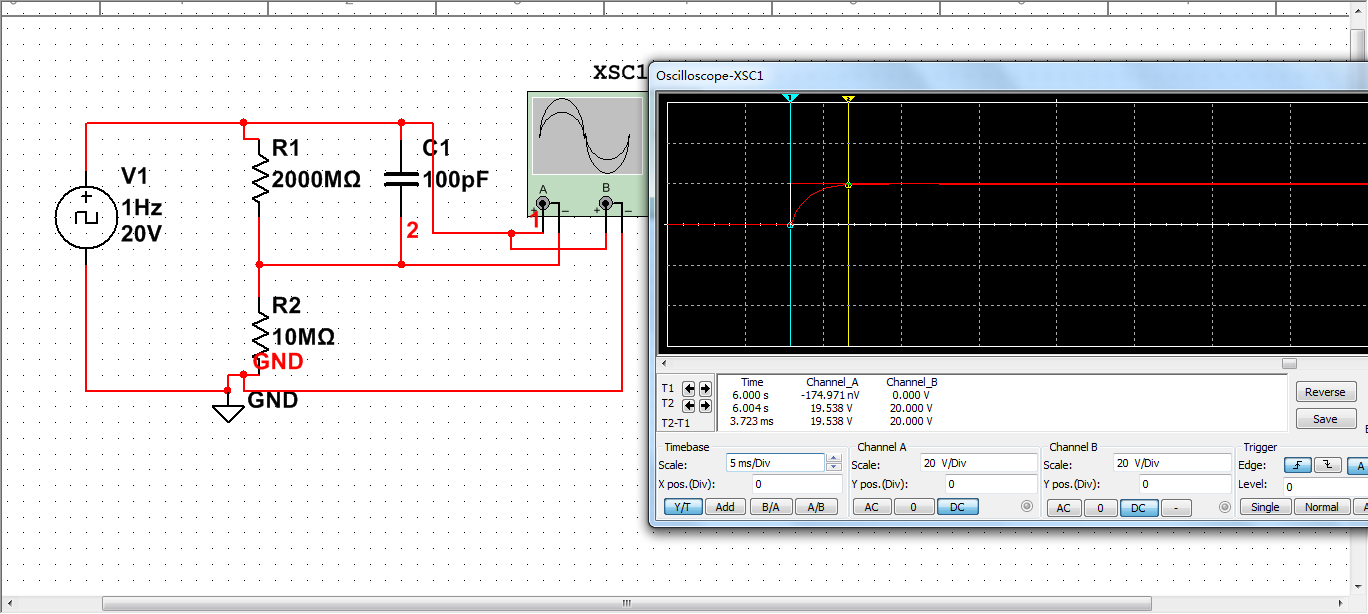 XSC1
V1
1Hz
20V
R1
2000MΩ
C1
100pF
A
B
+
1
2
R2
10MΩ
GND
GND
Oscilloscope-XSC1
1
2
Time Channel_A Channel_B
T1 6.000 s -174.971 nV 0.000 V
T2 6.004 s 19.538 V 20.000 V
T2-T1 3.723 ms 19.538 V 20.000 V
Reverse
Save
Timebase
Scale: 5 ms/Div
X pos.(Div): 0
Y/T Add B/A A/B
Channel A
Scale: 20 V/Div
Y pos.(Div): 0
AC 0 DC
Channel B
Scale: 20 V/Div
Y pos.(Div): 0
AC 0 DC -
Trigger
Edge: A
Level: 0
Single Normal